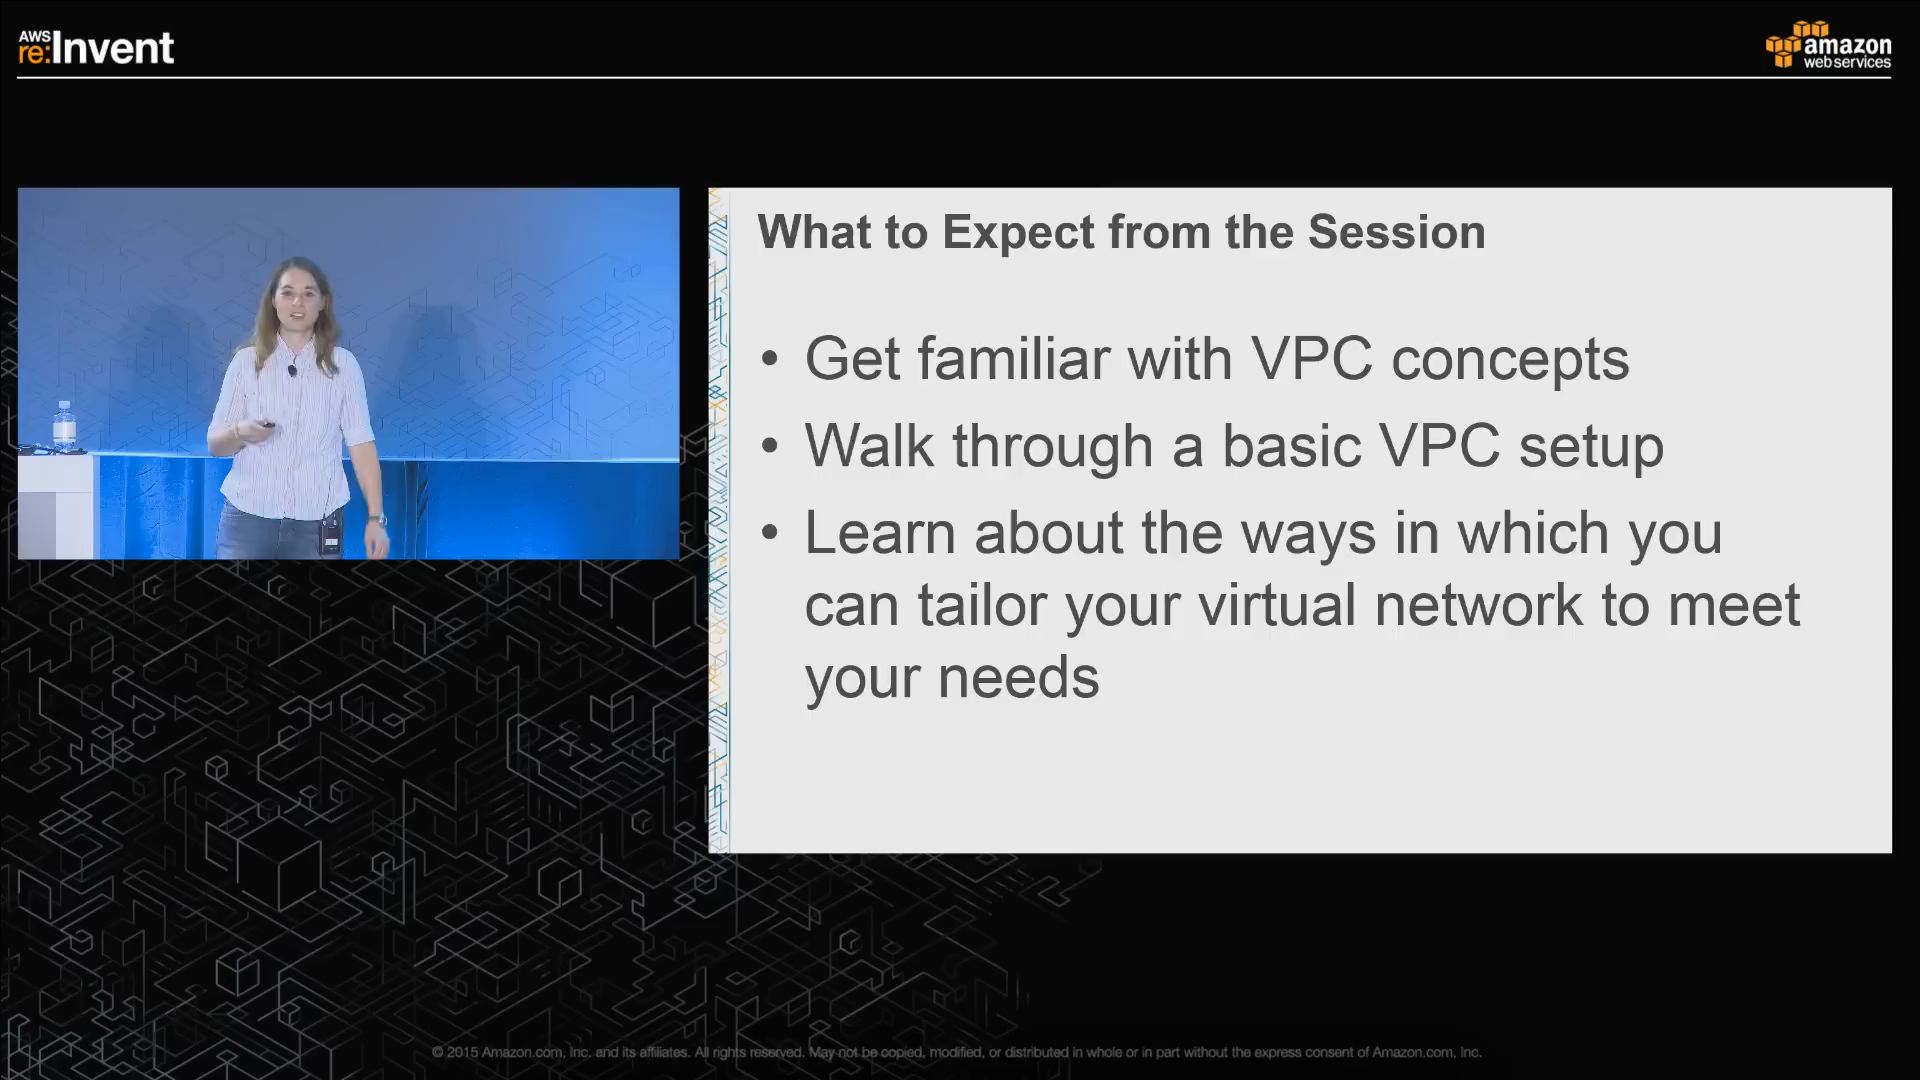 AWS
re:Invent
amazon
web services
What to Expect from the Session
• Get familiar with VPC concepts
• Walk through a basic VPC setup
• Learn about the ways in which you
can tailor your virtual network to meet
your needs
© 2015 Amazon.com, Inc. and its affiliates. All rights reserved. May not be copied, modified, or distributed in whole or in part without the express consent of Amazon.com, Inc.